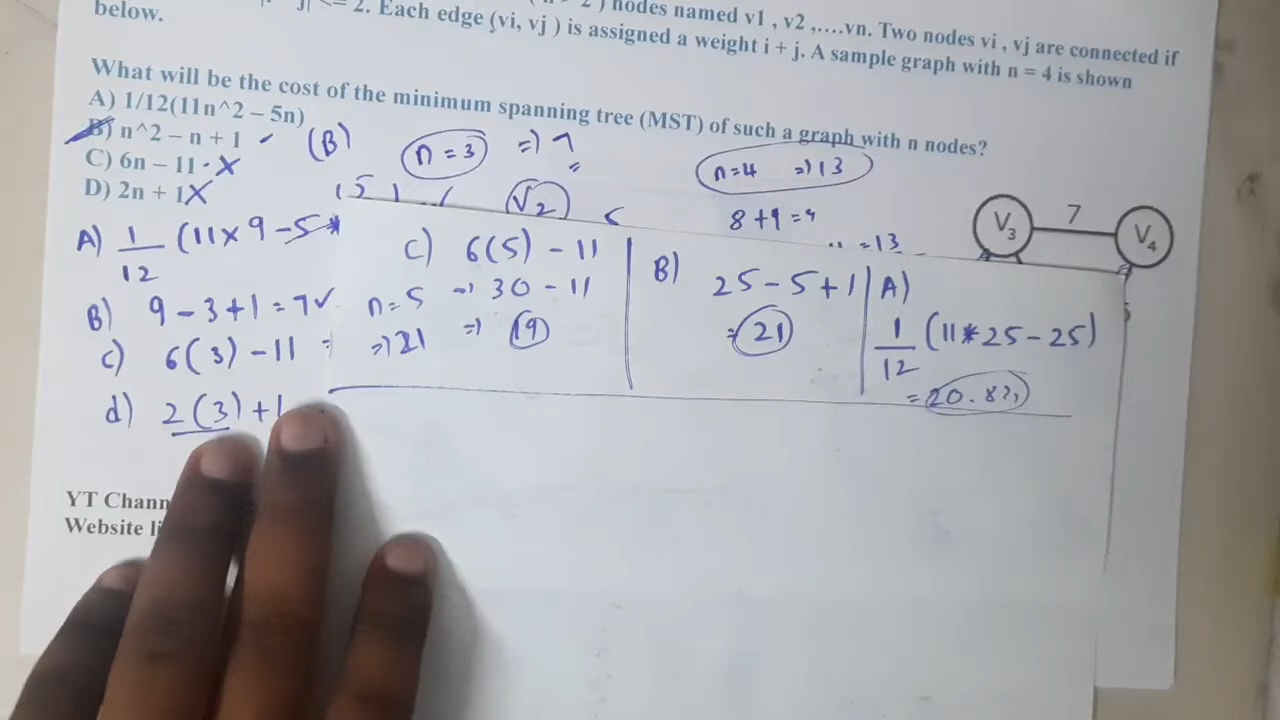 2 ) nodes named v1 , v2 ,....vn. Two nodes vi , vj are connected if
j| <= 2. Each edge (vi, vj ) is assigned a weight i + j. A sample graph with n = 4 is shown
below.
What will be the cost of the minimum spanning tree (MST) of such a graph with n nodes?
A) 1/12(11n^2 – 5n)
B) n^2 – n + 1 (B)
C) 6n – 11 · X
D) 2n + 1 X
n = 3 => 7
=
n=4 => 13
√2
8 + 9 = 9
= 13
V3 7 V4
A) 1/12 (11 x 9 - 5*
B) 9 - 3 + 1 = 7 ✓
c) 6(3) - 11 =
d) 2(3) + 1
C) 6(5) - 11
n = 5 => 30 - 11
=> 21 => 19
B) 25 - 5 + 1
= 21
A)
1/12 (11 * 25 - 25)
= 20.83
YT Chann
Website li